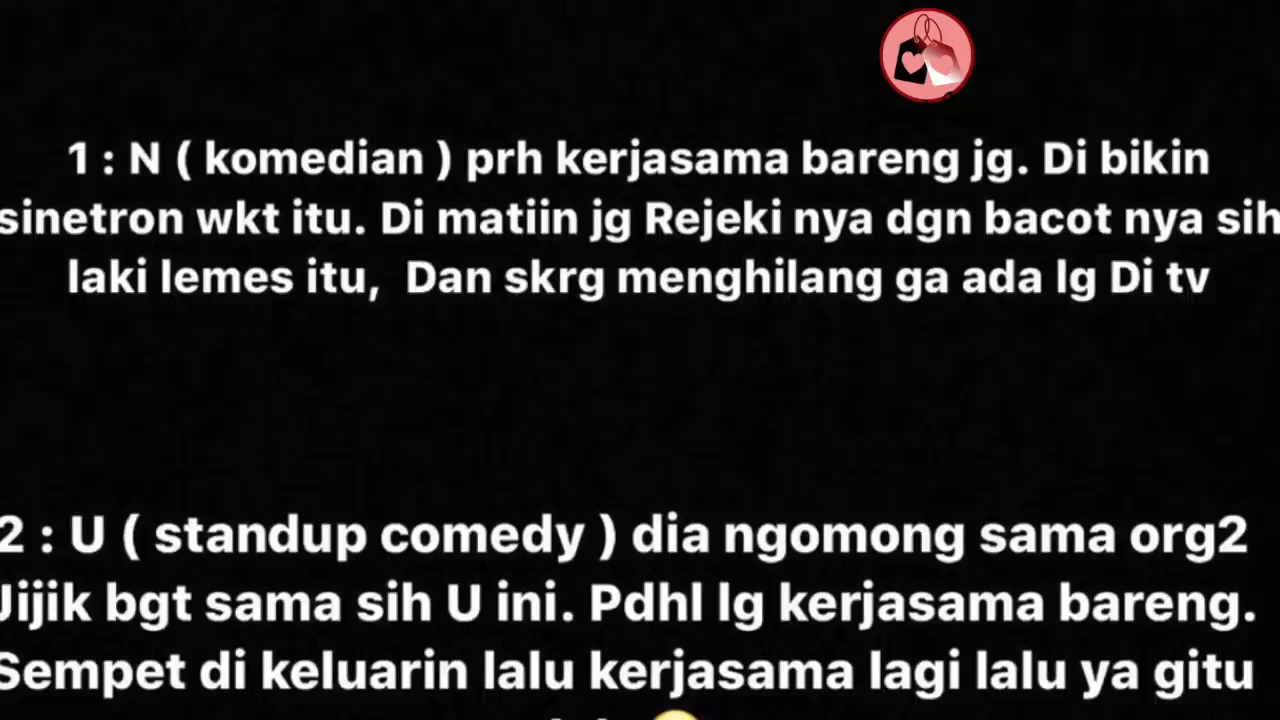 1 : N ( komedian ) prh kerjasama bareng jg. Di bikin
sinetron wkt itu. Di matiin jg Rejeki nya dgn bacot nya sih
laki lemes itu, Dan skrg menghilang ga ada lg Di tv
2 : U ( standup comedy ) dia ngomong sama org2
Jijik bgt sama sih U ini. Pdhl lg kerjasama bareng.
Sempet di keluarin lalu kerjasama lagi lalu ya gitu